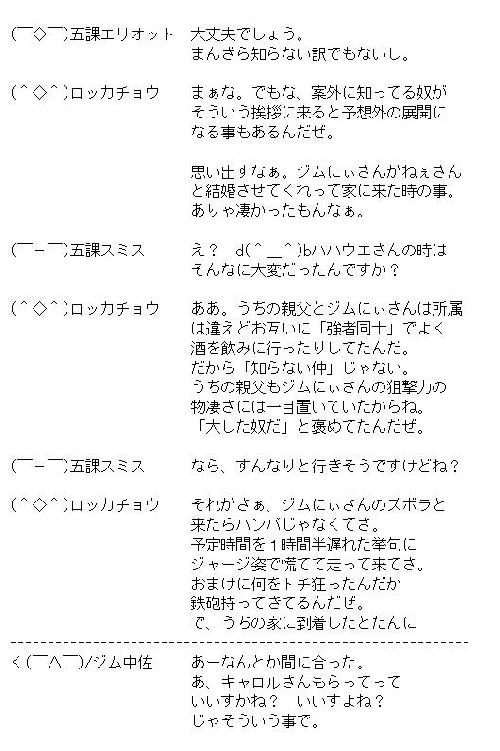 (￣◇￣)五課エリオット　大丈夫でしょう。
まんざら知らない訳でもないし。
(＾◇＾)ロッカチョウ　まぁな。でもな、案外に知ってる奴が
そういう挨拶に来ると予想外の展開に
なる事もあるんだぜ。
思い出すなぁ。ジムにぃさんがねぇさん
と結婚させてくれって家に来た時の事。
ありゃ凄かったもんなぁ。
(￣－￣)五課スミス　え？　d(＾＿＾)bハハウエさんの時は
そんなに大変だったんですか？
(＾◇＾)ロッカチョウ　ああ。うちの親父とジムにぃさんは所属
は違えどお互いに「強者同士」でよく
酒を飲みに行ったりしてたんだ。
だから「知らない仲」じゃない。
うちの親父もジムにぃさんの狙撃力の
物凄さには一目置いていたからね。
「大した奴だ」と褒めてたんだぜ。
(￣－￣)五課スミス　なら、すんなりと行きそうですけどね？
(＾◇＾)ロッカチョウ　それがさぁ、ジムにぃさんのズボラと
来たらハンパじゃなくてさ。
予定時間を１時間半遅れた挙句に
ジャージ姿で慌てて走って来てさ。
おまけに何をトチ狂ったんだか
鉄砲持ってきてるんだぜ。
で、うちの家に到着したとたんに
く(￣へ￣)/ジム中佐　あーなんとか間に合った。
あ、キャロルさんもらってって
いいすかね？　いいすよね？
じゃそういう事で。